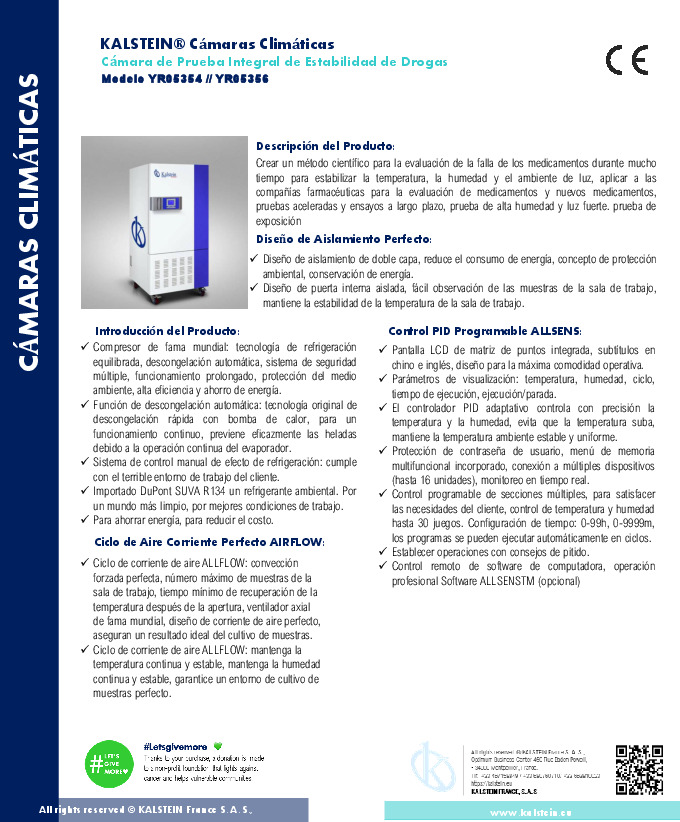 CÁMARAS CLIMÁTICAS
KALSTEIN® Cámaras Climáticas
Cámara de Prueba Integral de Estabilidad de Drogas
Modelo YR05354 // YR05356
CE
Kalstein
Descripción del Producto:
Crear un método científico para la evaluación de la falla de los medicamentos durante mucho
tiempo para estabilizar la temperatura, la humedad y el ambiente de luz, aplicar a las
compañías farmacéuticas para la evaluación de medicamentos y nuevos medicamentos,
pruebas aceleradas y ensayos a largo plazo, prueba de alta humedad y luz fuerte. prueba de
exposición
Diseño de Aislamiento Perfecto:
✓ Diseño de aislamiento de doble capa, reduce el consumo de energía, concepto de protección
ambiental, conservación de energía.
✓ Diseño de puerta interna aislada, fácil observación de las muestras de la sala de trabajo,
mantiene la estabilidad de la temperatura de la sala de trabajo.
Introducción del Producto:
✓ Compresor de fama mundial: tecnología de refrigeración
equilibrada, descongelación automática, sistema de seguridad
múltiple, funcionamiento prolongado, protección del medio
ambiente, alta eficiencia y ahorro de energía.
✓ Función de descongelación automática: tecnología original de
descongelación rápida con bomba de calor, para un
funcionamiento continuo, previene eficazmente las heladas
debido a la operación continua del evaporador.
✓ Sistema de control manual de efecto de refrigeración: cumple
con el terrible entorno de trabajo del cliente.
✓ Importado DuPont SUVA R134 un refrigerante ambiental. Por
un mundo más limpio, por mejores condiciones de trabajo.
✓ Para ahorrar energía, para reducir el costo.
Ciclo de Aire Corriente Perfecto AIRFLOW:
✓ Ciclo de corriente de aire ALLFLOW: convección
forzada perfecta, número máximo de muestras de la
sala de trabajo, tiempo mínimo de recuperación de la
temperatura después de la apertura, ventilador axial
de fama mundial, diseño de corriente de aire perfecto,
aseguran un resultado ideal del cultivo de muestras.
✓ Ciclo de corriente de aire ALLFLOW: mantenga la
temperatura continua y estable, mantenga la humedad
continua y estable, garantice un entorno de cultivo de
muestras perfecto.
Control PID Programable ALLSENS:
✓ Pantalla LCD de matriz de puntos integrada, subtítulos en
chino e inglés, diseño para la máxima comodidad operativa.
✓ Parámetros de visualización: temperatura, humedad, ciclo,
tiempo de ejecución, ejecución/parada.
✓ El controlador PID adaptativo controla con precisión la
temperatura y la humedad, evita que la temperatura suba,
mantiene la temperatura ambiente estable y uniforme.
✓ Protección de contraseña de usuario, menú de memoria
multifuncional incorporado, conexión a múltiples dispositivos
(hasta 16 unidades), monitoreo en tiempo real.
✓ Control programable de secciones múltiples, para satisfacer
las necesidades del cliente, control de temperatura y humedad
hasta 30 juegos. Configuración de tiempo: 0-99h, 0-9999m,
los programas se pueden ejecutar automáticamente en ciclos.
✓ Establecer operaciones con consejos de pitido.
✓ Control remoto de software de computadora, operación
profesional Software ALLSENSTM (opcional)
# LET'S
GIVE
MORE
#Letsgivemore
Thanks to your purchase, a donation is made
to a non-profit foundation that fights against
cancer and helps vulnerable communities
All rights reserved © KALSTEIN France S. A. S.,
Optimum Business Center 450 Rue Baden Powell,
34000 Montpellier, France.
https://kalstein.eu
KALSTEIN FRANCE, S. A. S
All rights reserved © KALSTEIN France S. A. S.,
www.kalstein.eu